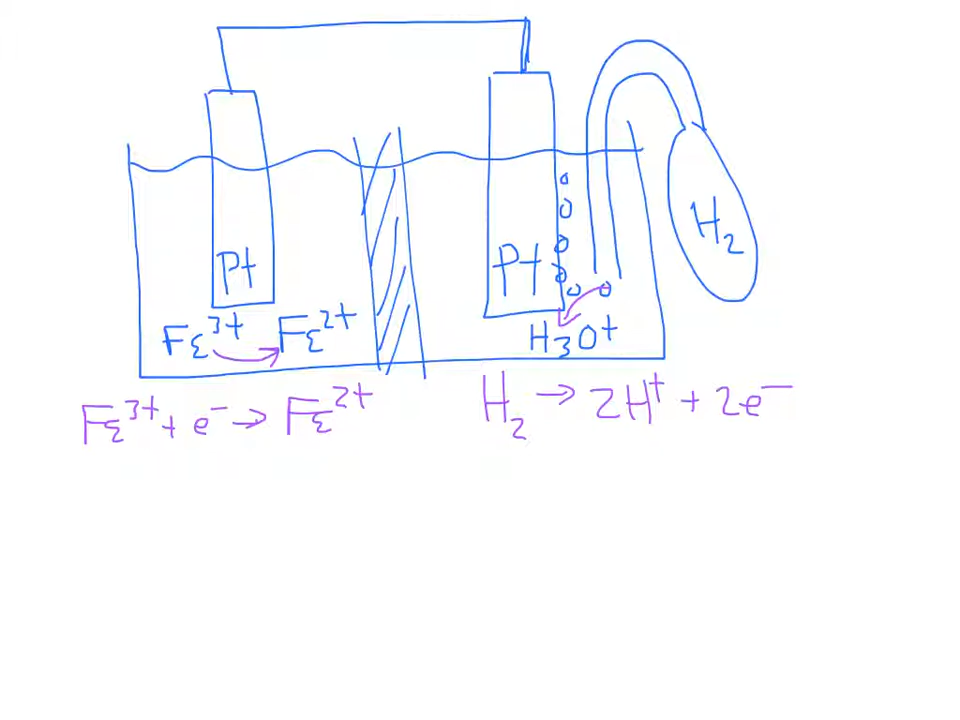 H₂
Pt
Pt
Fe³⁺ Fe²⁺
H₃O⁺
Fe³⁺ + e⁻ → Fe²⁺
H₂ → 2H⁺ + 2e⁻